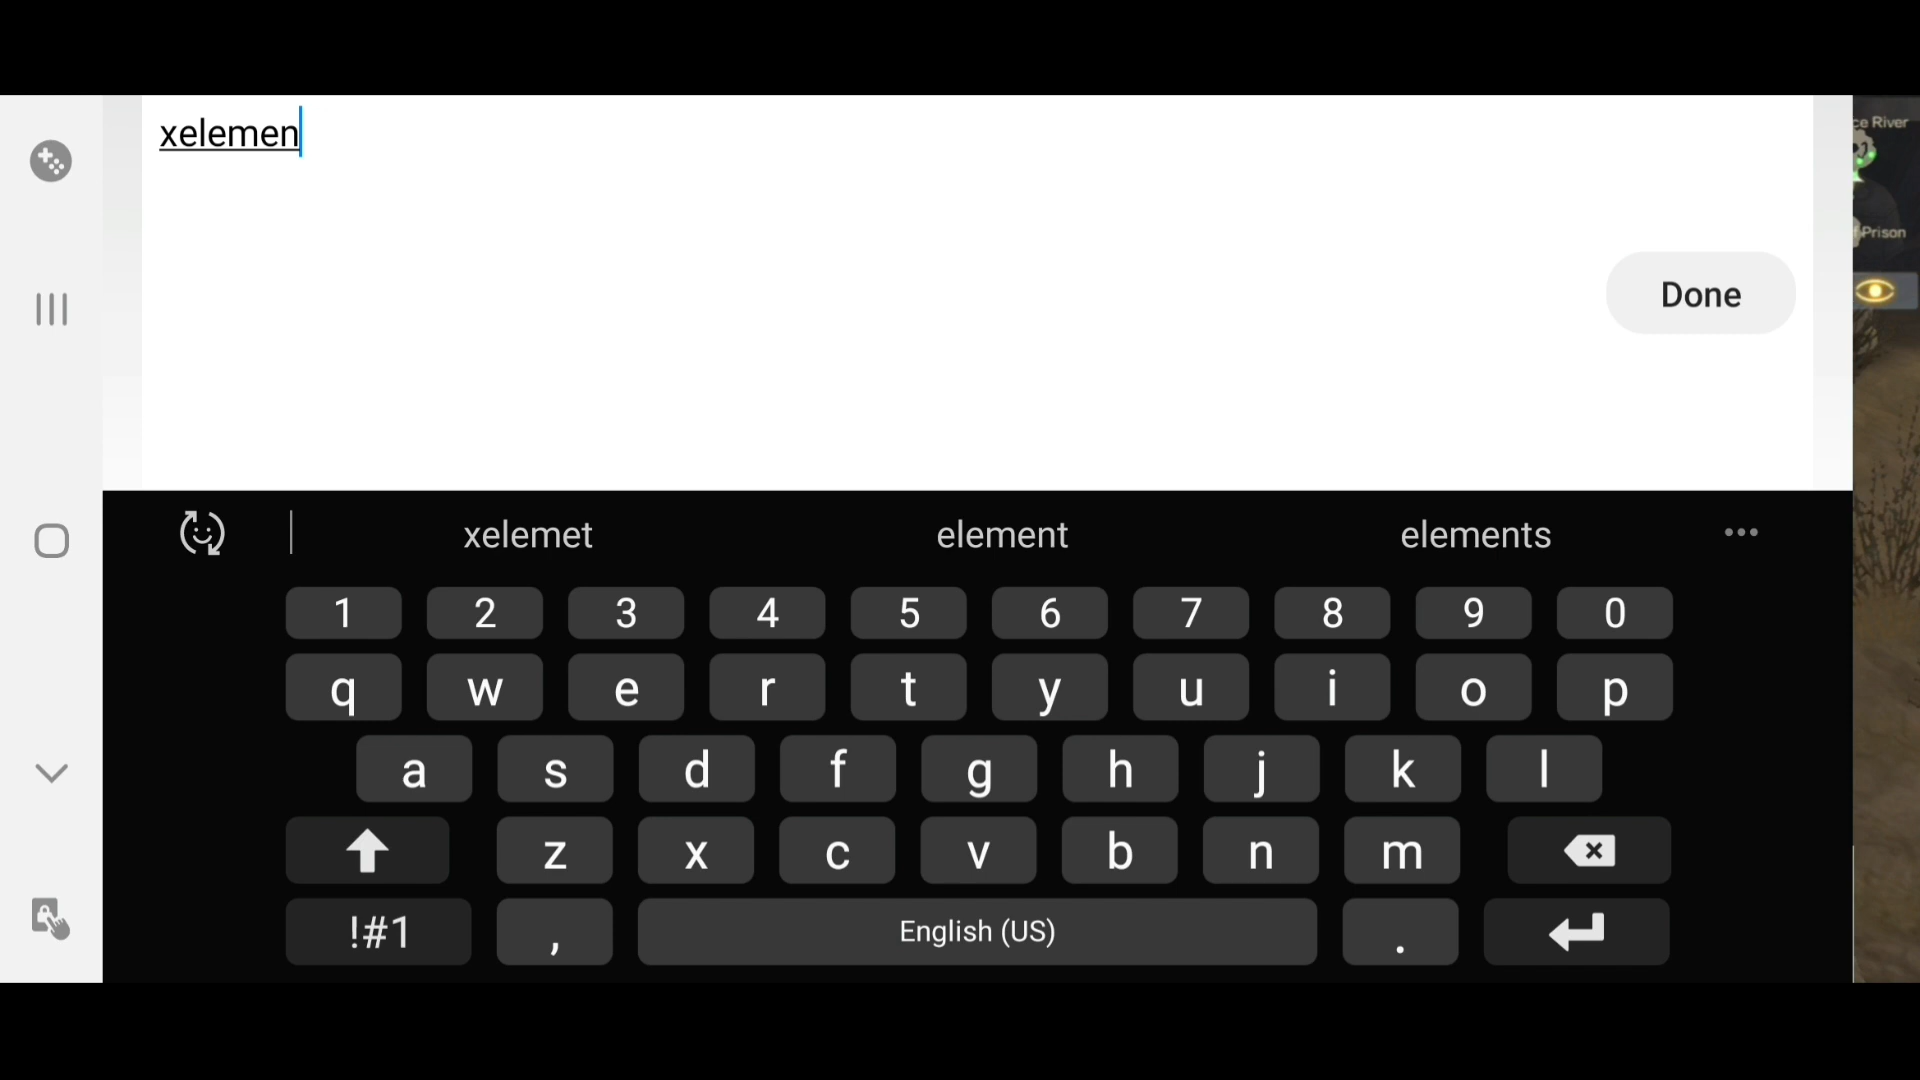 xelemen
ce River
Prison
Done
xelemet element elements
1 2 3 4 5 6 7 8 9 0
q w e r t y u i o p
a s d f g h j k l
z x c v b n m
!#1 , English (US) .